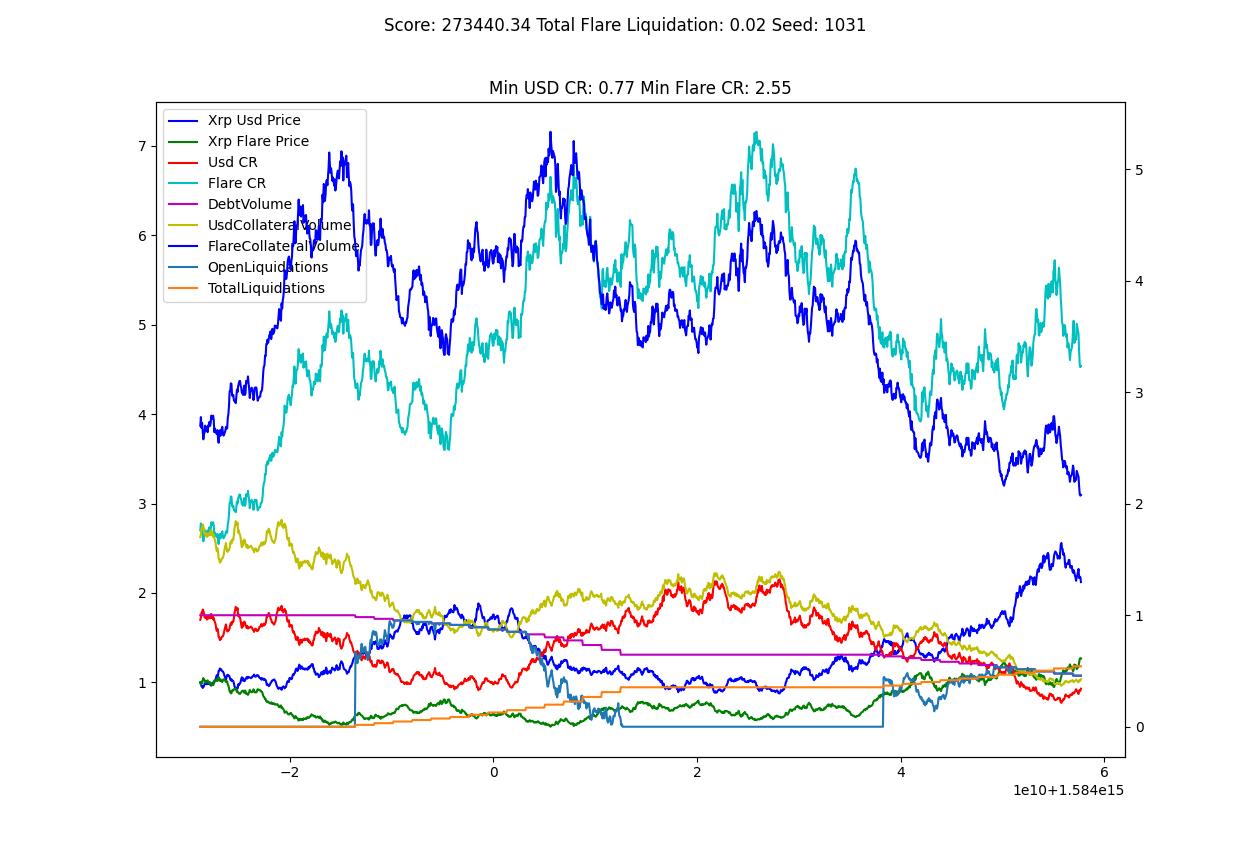 Score: 273440.34 Total Flare Liquidation: 0.02 Seed: 1031
Min USD CR: 0.77 Min Flare CR: 2.55
Xrp Usd Price
Xrp Flare Price
Usd CR
Flare CR
DebtVolume
UsdCollateralVolume
FlareCollateralVolume
OpenLiquidations
TotalLiquidations
7
6
5
4
3
2
1
5
4
3
2
1
0
−2
0
2
4
6
1e10+1.584e15